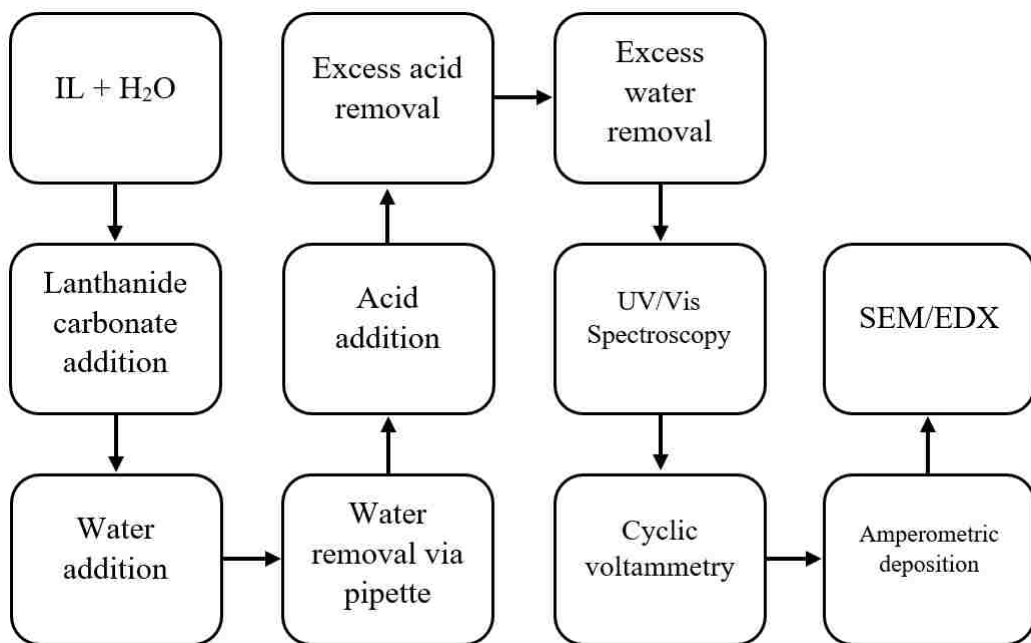 IL + H₂O
Lanthanide
carbonate
addition
Water
addition
Water
removal via
pipette
Acid
addition
Excess acid
removal
Excess
water
removal
UV/Vis
Spectroscopy
Cyclic
voltammetry
Amperometric
deposition
SEM/EDX